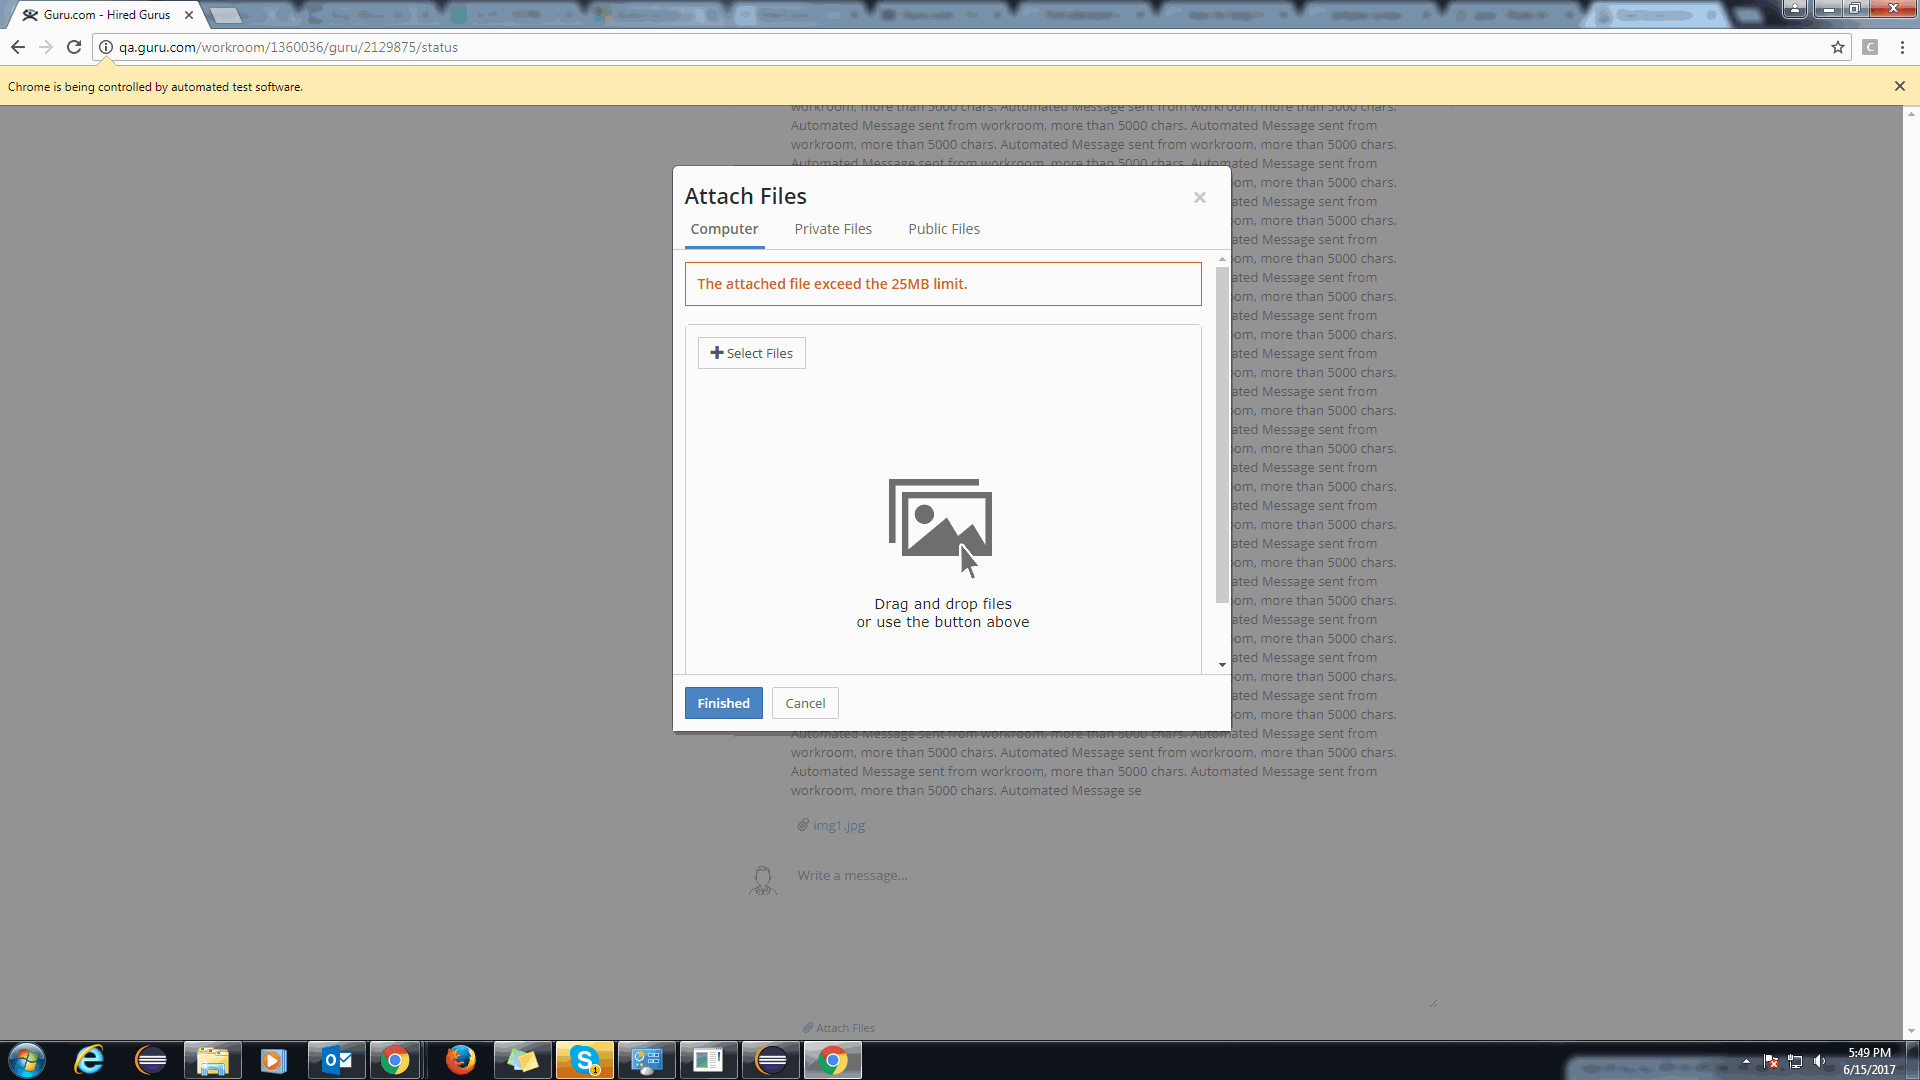 Guru.com - Hired Gurus
qa.guru.com/workroom/1360036/guru/2129875/status
C
Chrome is being controlled by automated test software.
workroom, more than 5000 chars. Automated Message sent from workroom, more than 5000 chars.
Automated Message sent from workroom, more than 5000 chars. Automated Message sent from
workroom, more than 5000 chars. Automated Message sent from workroom, more than 5000 chars.
Automated Message sent from workroom, more than 5000 chars. Automated Message sent from
om, more than 5000 chars.
ated Message sent from
om, more than 5000 chars.
ated Message sent from
om, more than 5000 chars.
ated Message sent from
om, more than 5000 chars.
ated Message sent from
om, more than 5000 chars.
ated Message sent from
om, more than 5000 chars.
ated Message sent from
om, more than 5000 chars.
ated Message sent from
om, more than 5000 chars.
ated Message sent from
om, more than 5000 chars.
ated Message sent from
om, more than 5000 chars.
ated Message sent from
om, more than 5000 chars.
ated Message sent from
om, more than 5000 chars.
ated Message sent from
om, more than 5000 chars.
ated Message sent from
om, more than 5000 chars.
ated Message sent from
om, more than 5000 chars.
Attach Files
Computer Private Files Public Files
The attached file exceed the 25MB limit.
Select Files
Drag and drop files
or use the button above
Finished Cancel
Automated Message sent from workroom, more than 5000 chars. Automated Message sent from
workroom, more than 5000 chars. Automated Message sent from workroom, more than 5000 chars.
Automated Message sent from workroom, more than 5000 chars. Automated Message sent from
workroom, more than 5000 chars. Automated Message se
img1.jpg
Write a message...
Attach Files
5:49 PM
6/15/2017